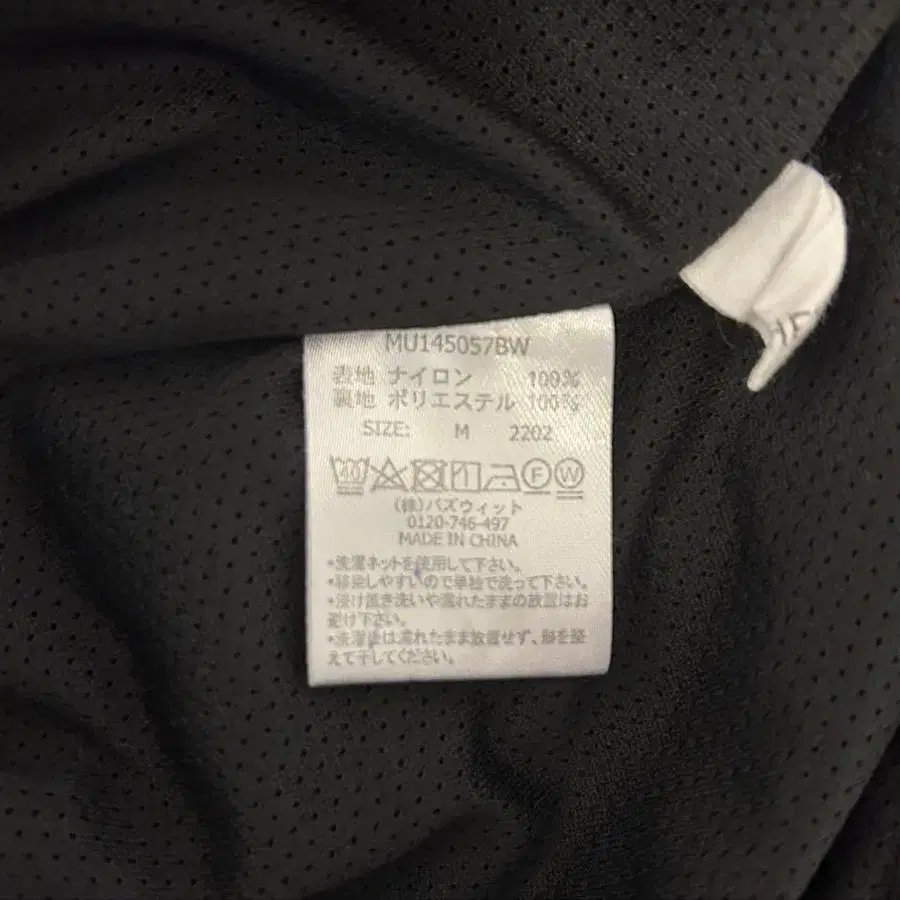 MU145057BW
表地 ナイロン 100%
裏地 ポリエステル 100%
SIZE: M 2202
F W
(株)バズウィット
0120-746-497
MADE IN CHINA
・洗濯ネットを使用して下さい。
・移染しやすいので単独で洗って下さい。
・浸け置き洗いや濡れたままの放置はお
避け下さい。
・洗濯後は濡れたまま放置せず、形を整
えて干してください。